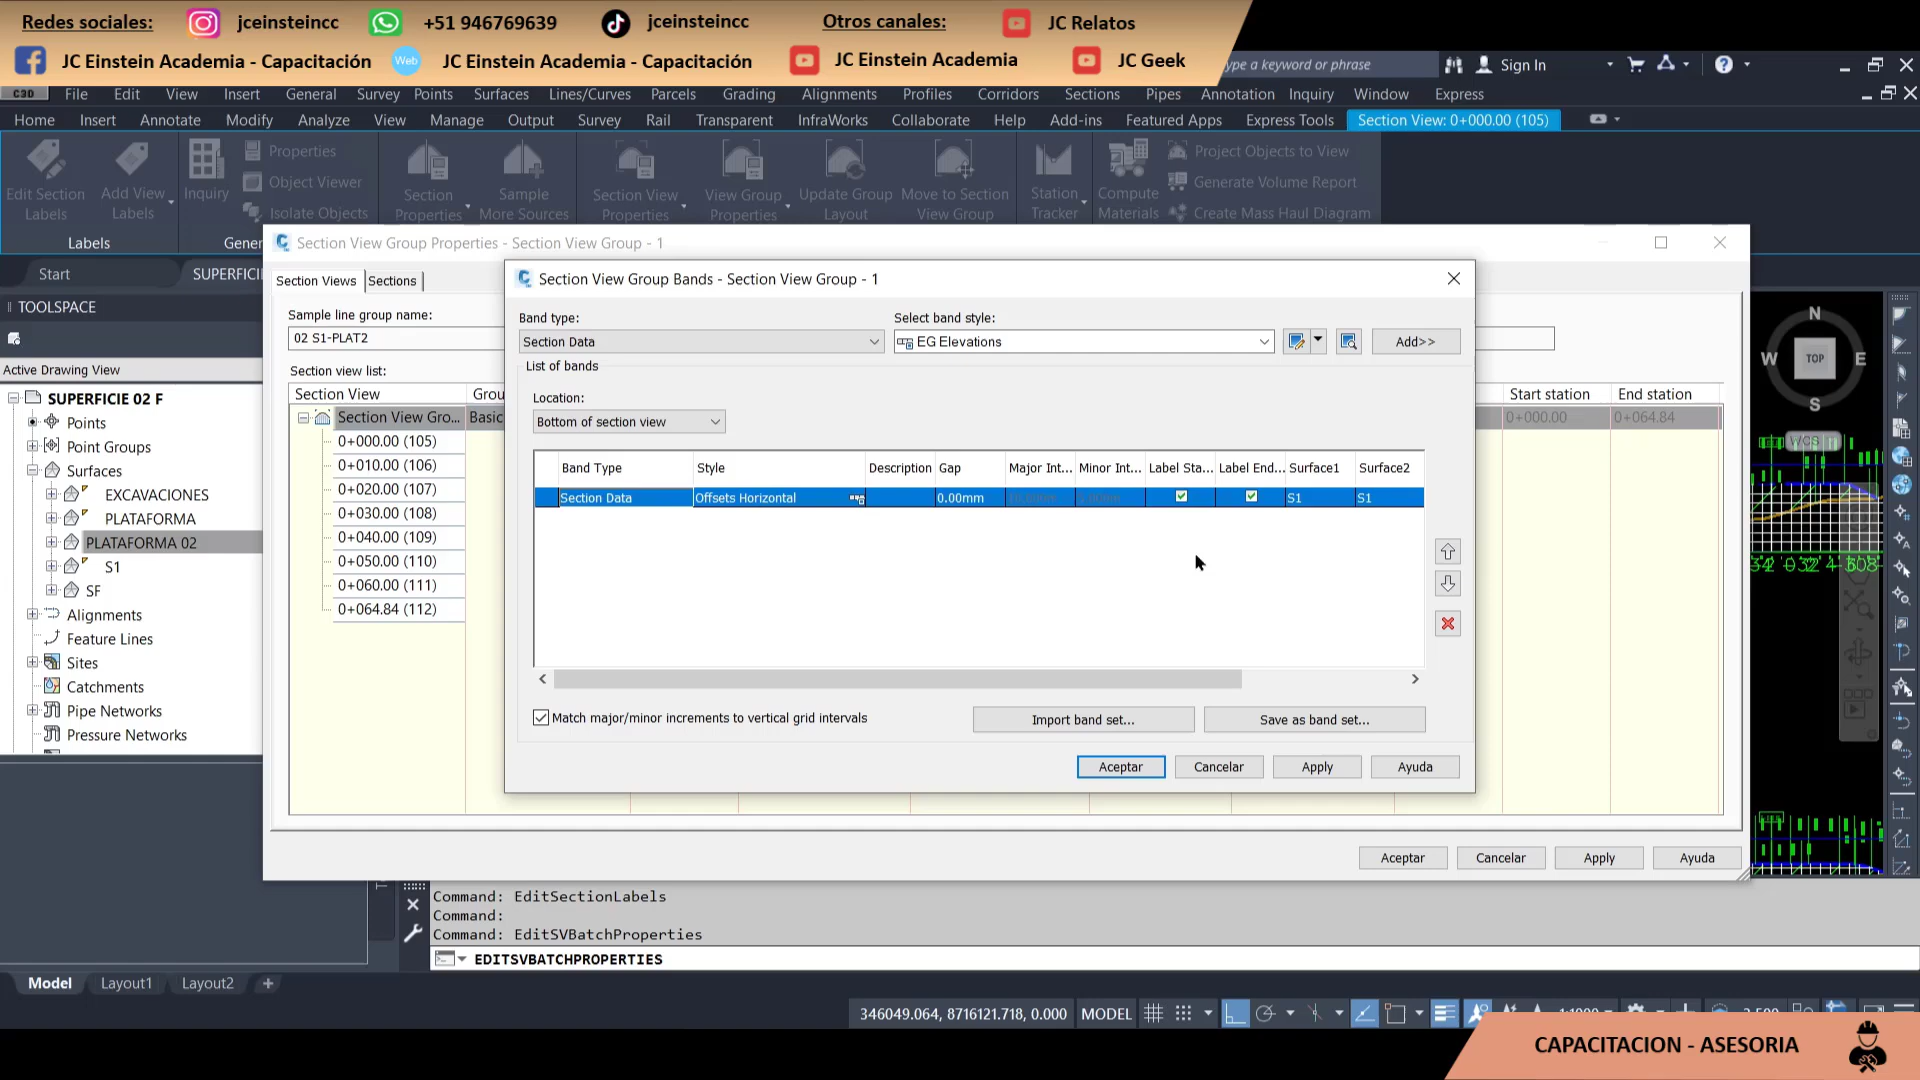 Redes sociales: jceinsteincc +51 946769639 jceinsteincc Otros canales: JC Relatos
JC Einstein Academia - Capacitación Web JC Einstein Academia - Capacitación JC Einstein Academia JC Geek
ype a keyword or phrase Sign In
C3D File Edit View Insert General Survey Points Surfaces Lines/Curves Parcels Grading Alignments Profiles Corridors Sections Pipes Annotation Inquiry Window Express
Home Insert Annotate Modify Analyze View Manage Output Survey Rail Transparent InfraWorks Collaborate Help Add-ins Featured Apps Express Tools Section View: 0+000.00 (105)
Edit Section Labels
Add View Labels
Inquiry
Properties
Object Viewer
Isolate Objects
Section Properties
Sample More Sources
Section View Properties
View Group Properties
Update Group Layout
Move to Section View Group
Station Tracker
Compute Materials
Project Objects to View
Generate Volume Report
Create Mass Haul Diagram
Labels
Gener
Start
SUPERFICI
TOOLSPACE
Active Drawing View
SUPERFICIE 02 F
Points
Point Groups
Surfaces
EXCAVACIONES
PLATAFORMA
PLATAFORMA 02
S1
SF
Alignments
Feature Lines
Sites
Catchments
Pipe Networks
Pressure Networks
Section View Group Properties - Section View Group - 1
Section Views Sections
Sample line group name:
02 S1-PLAT2
Section view list:
Section View Grou
Section View Gro... Basic
0+000.00 (105)
0+010.00 (106)
0+020.00 (107)
0+030.00 (108)
0+040.00 (109)
0+050.00 (110)
0+060.00 (111)
0+064.84 (112)
Start station End station
0+000.00 0+064.84
Section View Group Bands - Section View Group - 1
Band type: Select band style:
Section Data EG Elevations Add>>
List of bands
Location:
Bottom of section view
Band Type Style Description Gap Major Int... Minor Int... Label Sta... Label End... Surface1 Surface2
Section Data Offsets Horizontal 0.00mm S1 S1
Match major/minor increments to vertical grid intervals
Import band set... Save as band set...
Aceptar Cancelar Apply Ayuda
Aceptar Cancelar Apply Ayuda
N
W TOP E
S
WCS
Command: EditSectionLabels
Command:
Command: EditSVBatchProperties
EDITSVBATCHPROPERTIES
Model Layout1 Layout2
346049.064, 8716121.718, 0.000 MODEL
CAPACITACION - ASESORIA